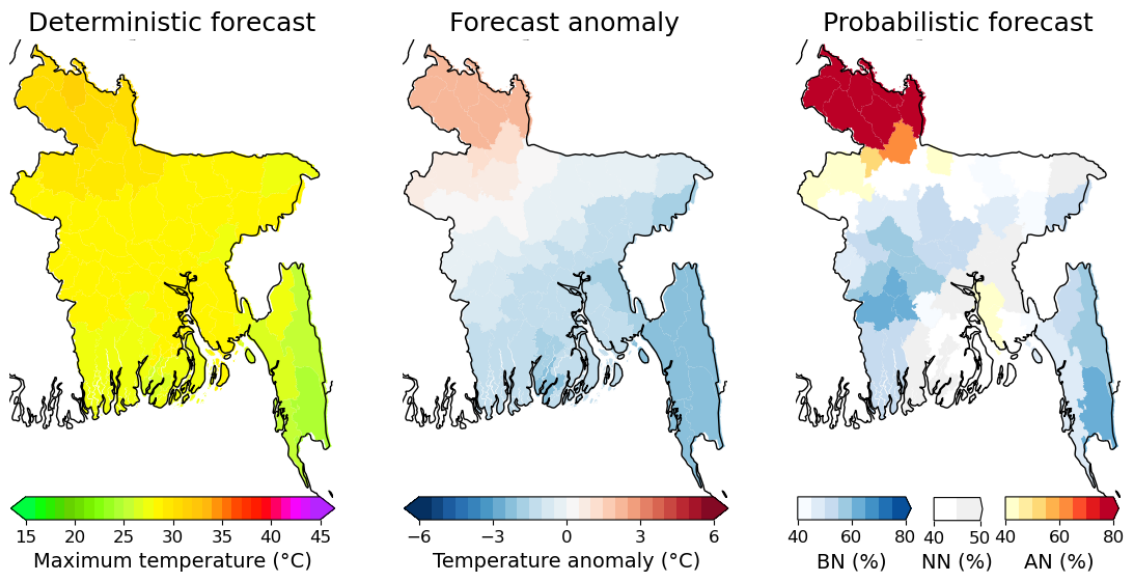 Deterministic forecast
Forecast anomaly
Probabilistic forecast
15 20 25 30 35 40 45
Maximum temperature (°C)
−6 −3 0 3 6
Temperature anomaly (°C)
40 60 80
BN (%)
40 50
NN (%)
40 60 80
AN (%)